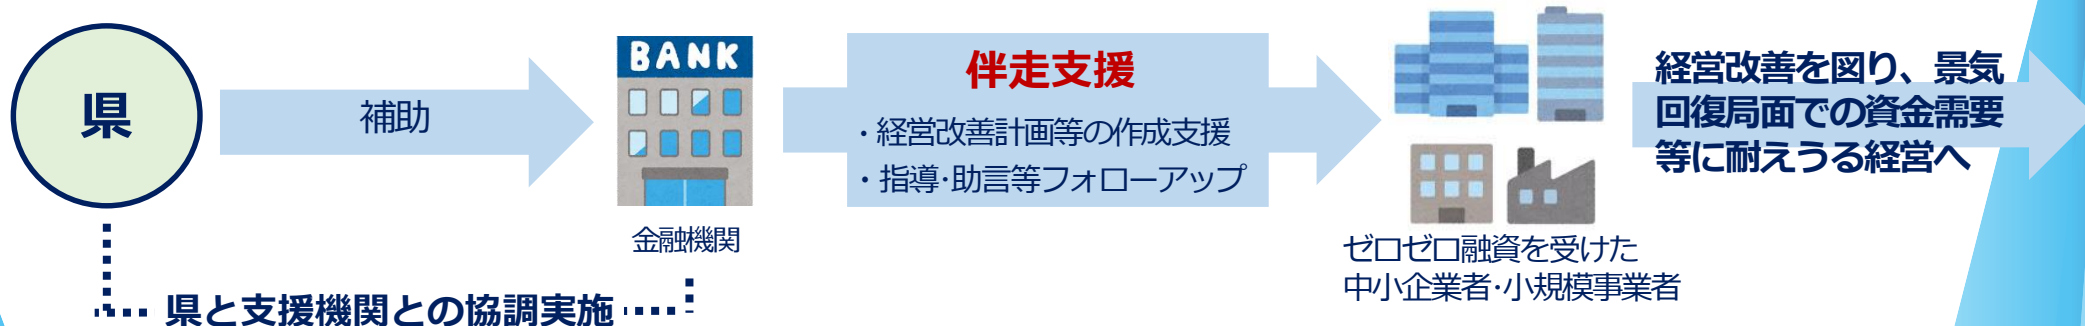 県
補助
BANK
金融機関
伴走支援
・経営改善計画等の作成支援
・指導･助言等フォローアップ
ゼロゼロ融資を受けた
中小企業者･小規模事業者
経営改善を図り、景気
回復局面での資金需要
等に耐えうる経営へ
県と支援機関との協調実施